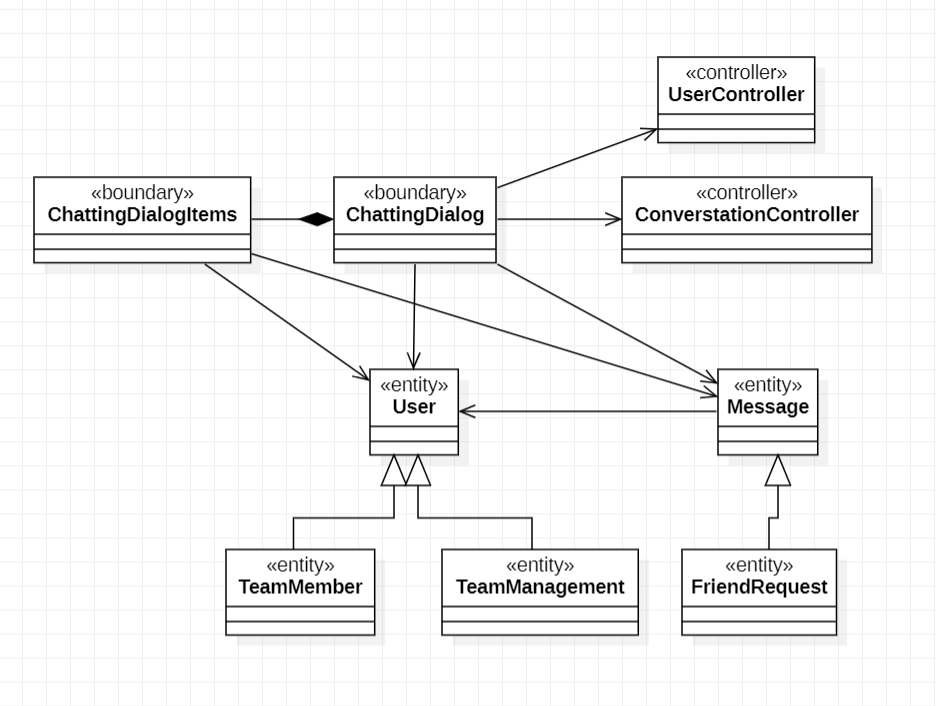 «controller»
UserController
«boundary»
ChattingDialogItems
«boundary»
ChattingDialog
«controller»
ConverstationController
«entity»
User
«entity»
Message
«entity»
TeamMember
«entity»
TeamManagement
«entity»
FriendRequest